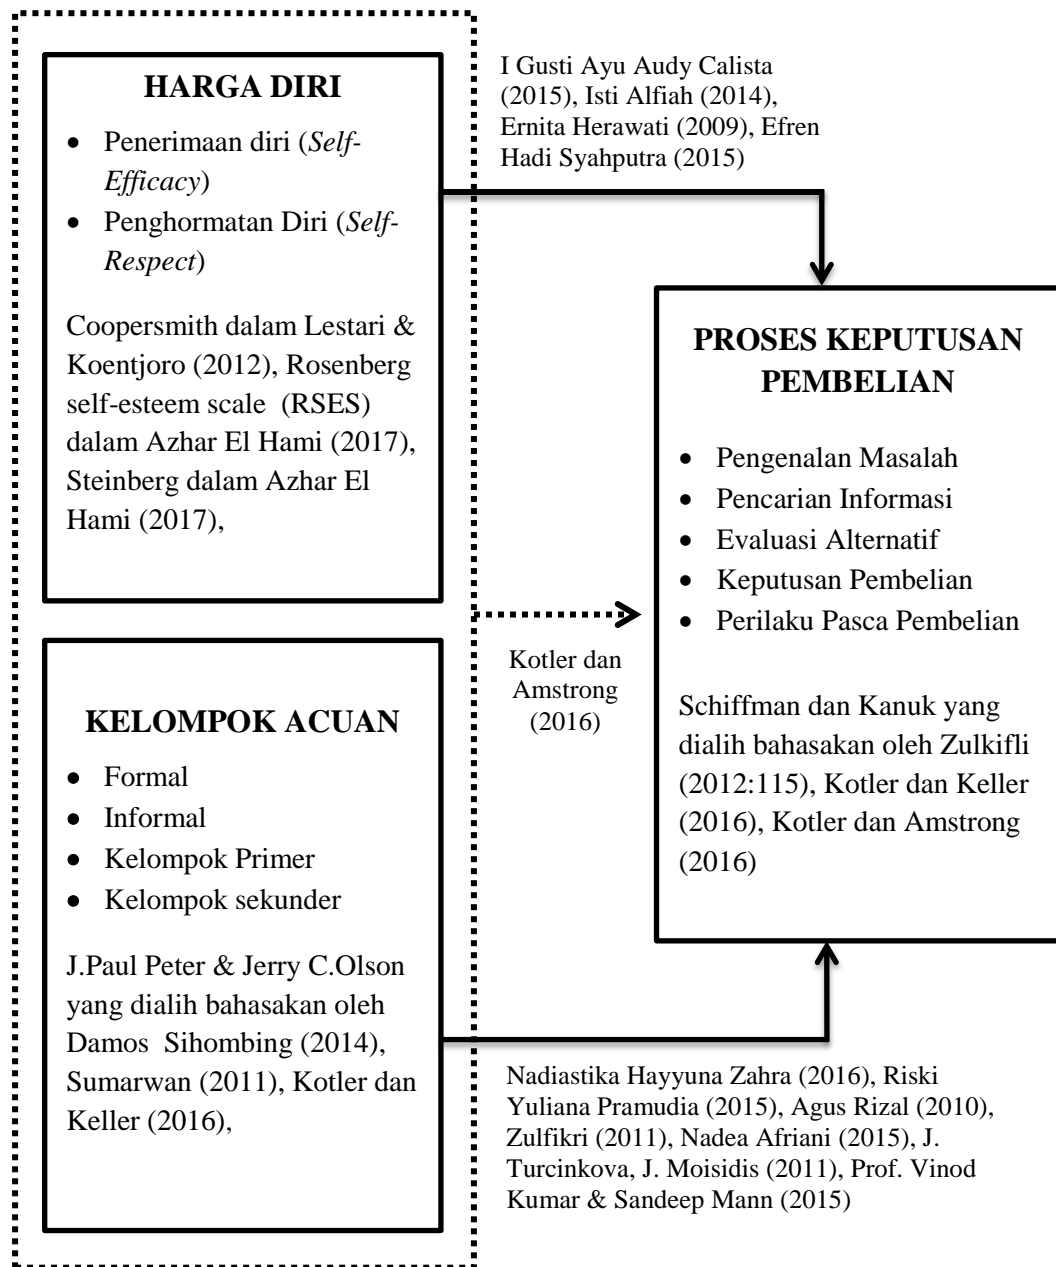 HARGA DIRI
• Penerimaan diri (Self-
Efficacy)
• Penghormatan Diri (Self-
Respect)
Coopersmith dalam Lestari &
Koentjoro (2012), Rosenberg
self-esteem scale (RSES)
dalam Azhar El Hami (2017),
Steinberg dalam Azhar El
Hami (2017),
I Gusti Ayu Audy Calista
(2015), Isti Alfiah (2014),
Ernita Herawati (2009), Efren
Hadi Syahputra (2015)
PROSES KEPUTUSAN
PEMBELIAN
• Pengenalan Masalah
• Pencarian Informasi
• Evaluasi Alternatif
• Keputusan Pembelian
• Perilaku Pasca Pembelian
Schiffman dan Kanuk yang
dialih bahasakan oleh Zulkifli
(2012:115), Kotler dan Keller
(2016), Kotler dan Amstrong
(2016)
Kotler dan
Amstrong
(2016)
KELOMPOK ACUAN
• Formal
• Informal
• Kelompok Primer
• Kelompok sekunder
J.Paul Peter & Jerry C.Olson
yang dialih bahasakan oleh
Damos Sihombing (2014),
Sumarwan (2011), Kotler dan
Keller (2016),
Nadiastika Hayyuna Zahra (2016), Riski
Yuliana Pramudia (2015), Agus Rizal (2010),
Zulfikri (2011), Nadea Afriani (2015), J.
Turcinkova, J. Moisidis (2011), Prof. Vinod
Kumar & Sandeep Mann (2015)